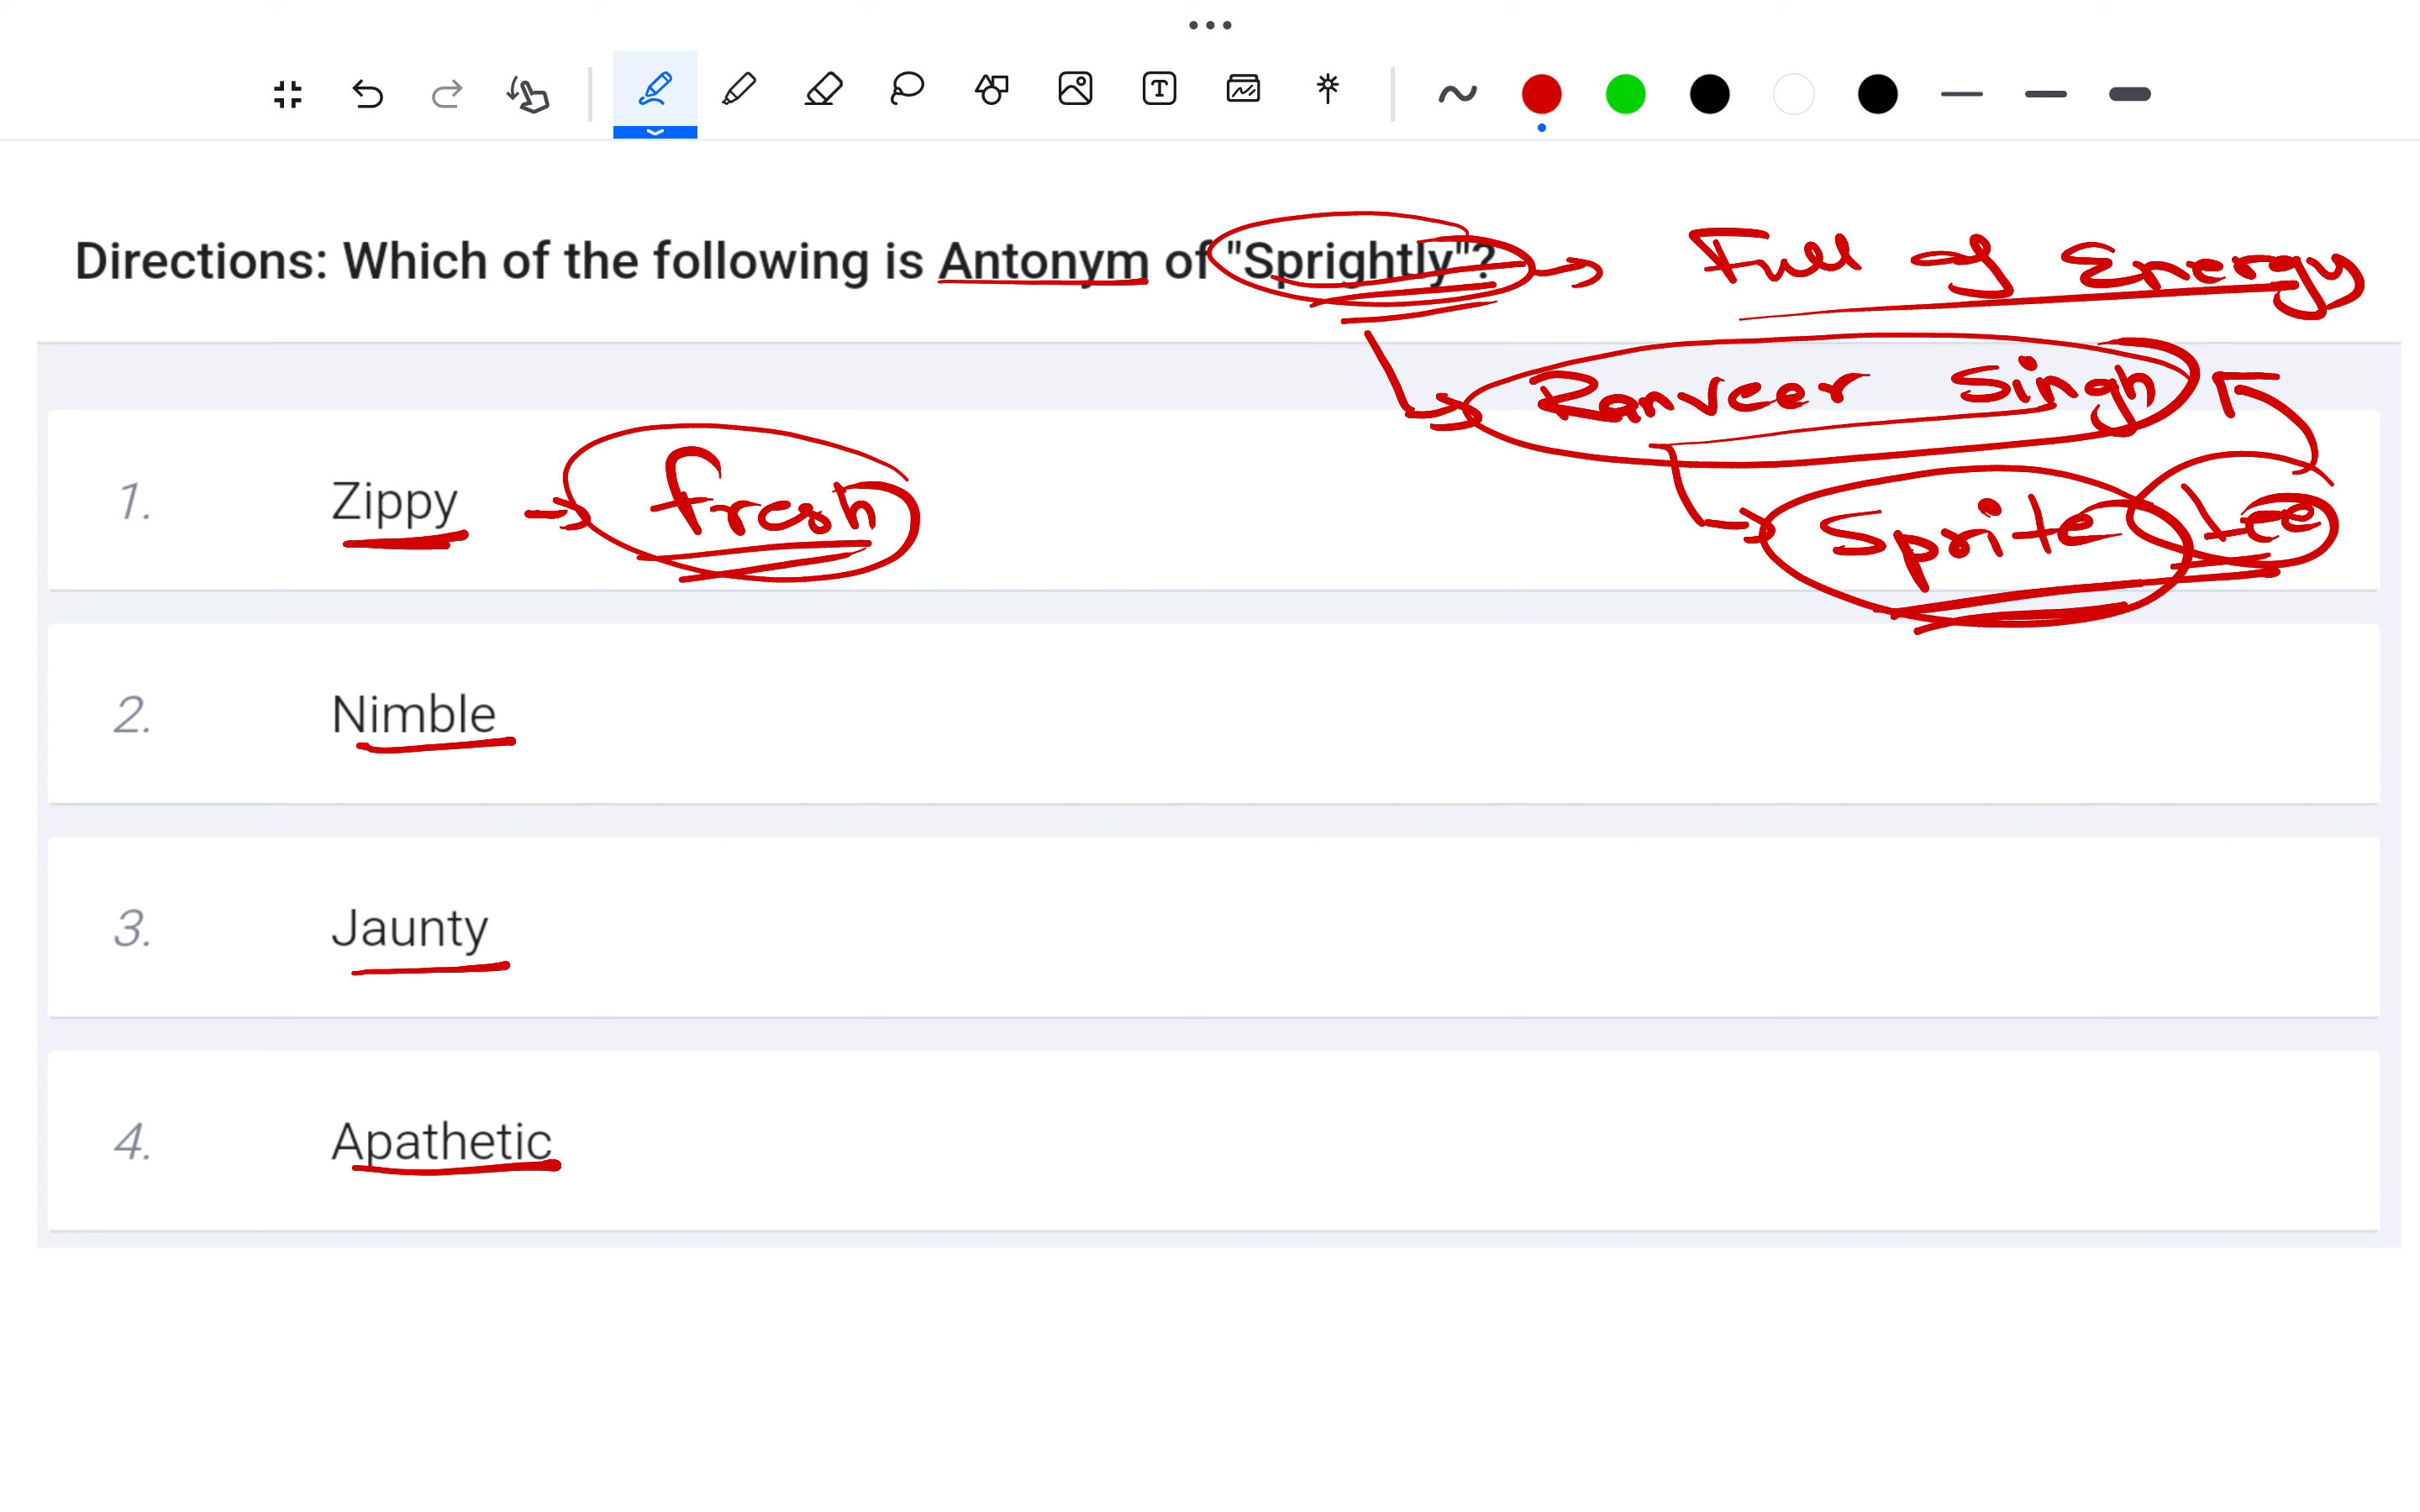 Directions: Which of the following is Antonym of "Sprightly"? Full of Energy
Ranveer Singh
1. Zippy fresh
Sprite
2. Nimble
3. Jaunty
4. Apathetic